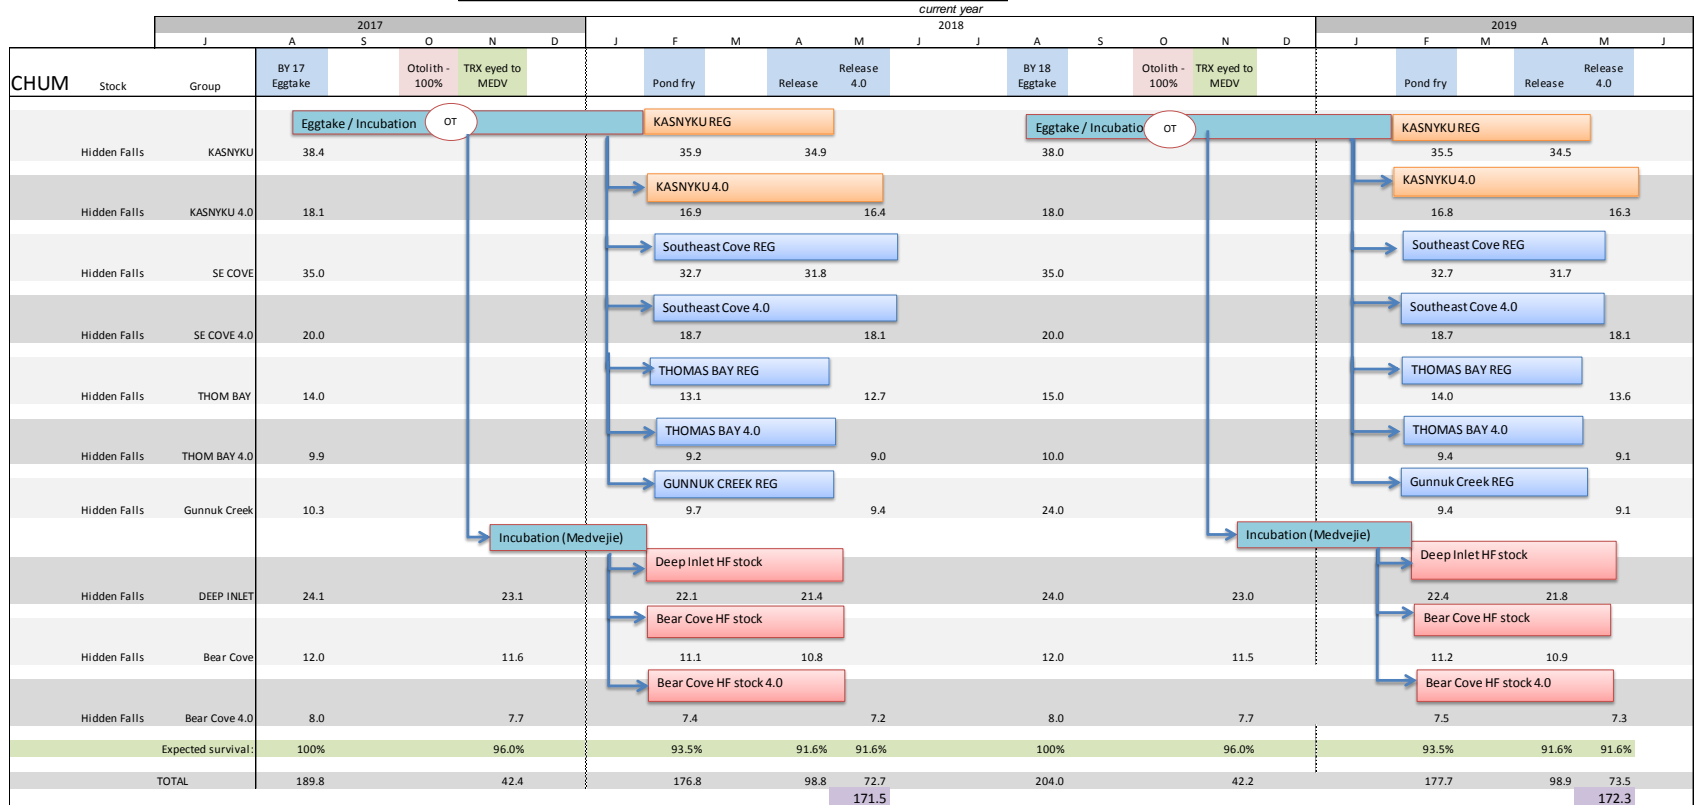 current year
2017 2018 2019
J A S O N D J F M A M J J A S O N D J F M A M J
CHUM Stock Group BY 17 Eggtake Otolith - 100% TRX eyed to MEDV Pond fry Release Release 4.0 BY 18 Eggtake Otolith - 100% TRX eyed to MEDV Pond fry Release Release 4.0
Eggtake / Incubation OT KASNYKU REG Eggtake / Incubatio OT KASNYKU REG
Hidden Falls KASNYKU 38.4 35.9 34.9 38.0 35.5 34.5
KASNYKU 4.0 KASNYKU 4.0
Hidden Falls KASNYKU 4.0 18.1 16.9 16.4 18.0 16.8 16.3
Southeast Cove REG Southeast Cove REG
Hidden Falls SE COVE 35.0 32.7 31.8 35.0 32.7 31.7
Southeast Cove 4.0 Southeast Cove 4.0
Hidden Falls SE COVE 4.0 20.0 18.7 18.1 20.0 18.7 18.1
THOMAS BAY REG THOMAS BAY REG
Hidden Falls THOM BAY 14.0 13.1 12.7 15.0 14.0 13.6
THOMAS BAY 4.0 THOMAS BAY 4.0
Hidden Falls THOM BAY 4.0 9.9 9.2 9.0 10.0 9.4 9.1
GUNNUK CREEK REG Gunnuk Creek REG
Hidden Falls Gunnuk Creek 10.3 9.7 9.4 24.0 9.4 9.1
Incubation (Medvejie) Incubation (Medvejie)
Deep Inlet HF stock Deep Inlet HF stock
Hidden Falls DEEP INLET 24.1 23.1 22.1 21.4 24.0 23.0 22.4 21.8
Bear Cove HF stock Bear Cove HF stock
Hidden Falls Bear Cove 12.0 11.6 11.1 10.8 12.0 11.5 11.2 10.9
Bear Cove HF stock 4.0 Bear Cove HF stock 4.0
Hidden Falls Bear Cove 4.0 8.0 7.7 7.4 7.2 8.0 7.7 7.5 7.3
Expected survival: 100% 96.0% 93.5% 91.6% 91.6% 100% 96.0% 93.5% 91.6% 91.6%
TOTAL 189.8 42.4 176.8 98.8 72.7 204.0 42.2 177.7 98.9 73.5
171.5 172.3